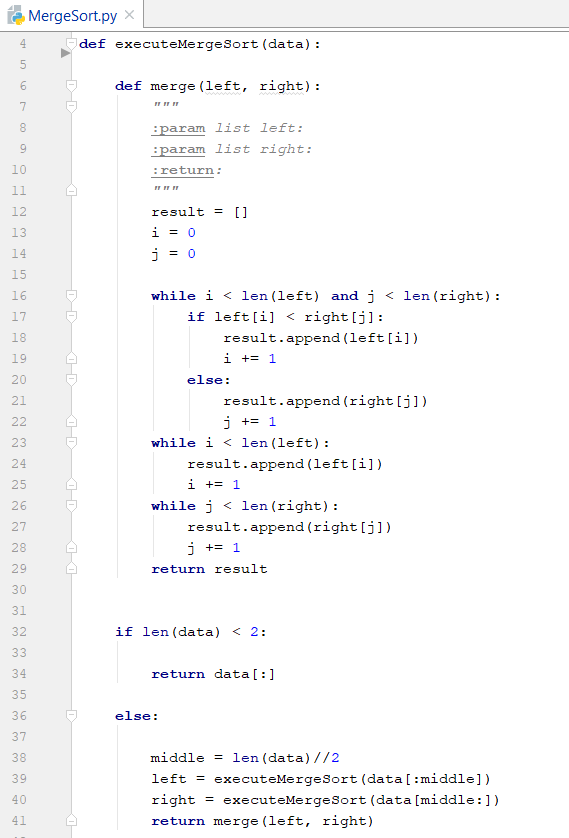 MergeSort.py
4 def executeMergeSort(data):
5
6     def merge(left, right):
7         """
8         :param list left:
9         :param list right:
10         :return:
11         """
12         result = []
13         i = 0
14         j = 0
15
16         while i < len(left) and j < len(right):
17             if left[i] < right[j]:
18                 result.append(left[i])
19                 i += 1
20             else:
21                 result.append(right[j])
22                 j += 1
23         while i < len(left):
24             result.append(left[i])
25             i += 1
26         while j < len(right):
27             result.append(right[j])
28             j += 1
29         return result
30
31
32     if len(data) < 2:
33
34         return data[:]
35
36     else:
37
38         middle = len(data)//2
39         left = executeMergeSort(data[:middle])
40         right = executeMergeSort(data[middle:])
41         return merge(left, right)